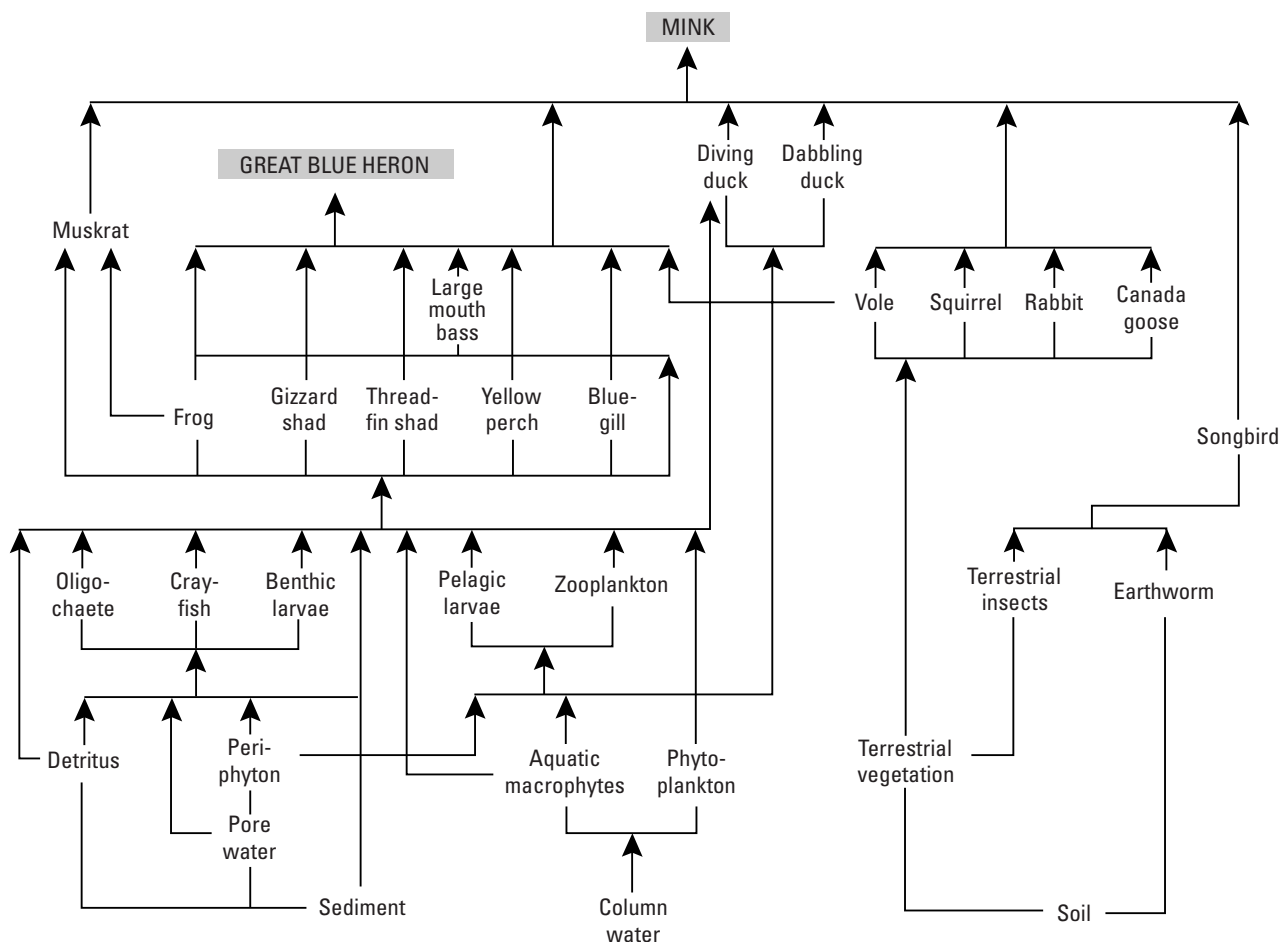 MINK
Diving
duck
Dabbling
duck
GREAT BLUE HERON
Muskrat
Large
mouth
bass
Vole
Squirrel
Rabbit
Canada
goose
Frog
Gizzard
shad
Thread-
fin shad
Yellow
perch
Blue-
gill
Songbird
Oligo-
chaete
Cray-
fish
Benthic
larvae
Pelagic
larvae
Zooplankton
Terrestrial
insects
Earthworm
Detritus
Peri-
phyton
Aquatic
macrophytes
Phyto-
plankton
Terrestrial
vegetation
Pore
water
Sediment
Column
water
Soil